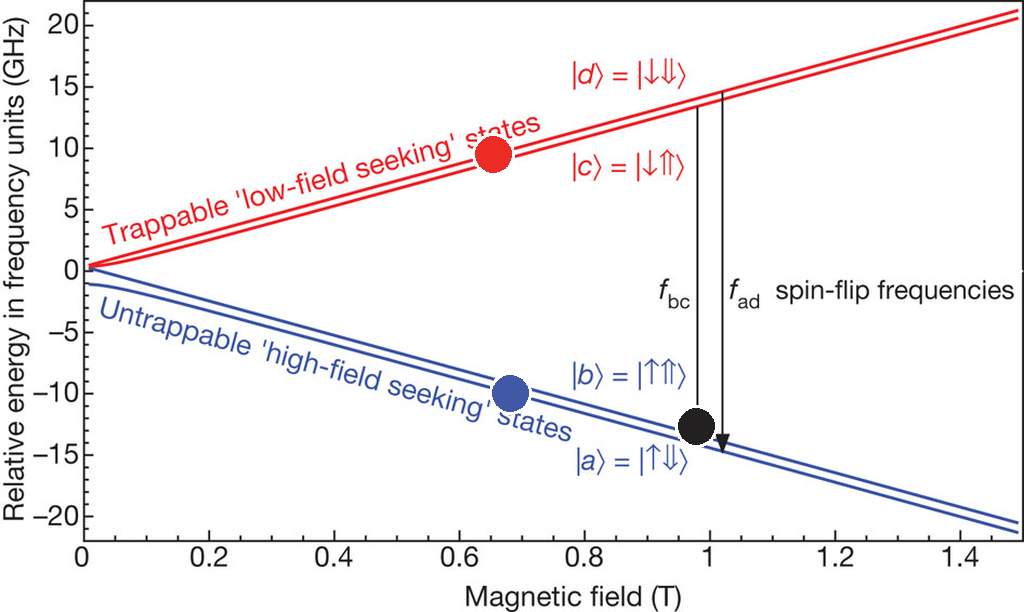 Relative energy in frequency units (GHz)
20
15
10
5
0
−5
−10
−15
−20
Trappable 'low-field seeking' states
|d⟩ = |↓⇓⟩
|c⟩ = |↓⇑⟩
f_bc
f_ad spin-flip frequencies
Untrappable 'high-field seeking' states
|b⟩ = |↑⇑⟩
|a⟩ = |↑⇓⟩
0 0.2 0.4 0.6 0.8 1 1.2 1.4
Magnetic field (T)